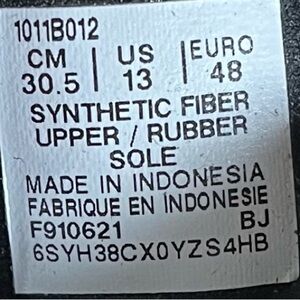 1011B012
CM | US | EURO
30.5 | 13 | 48
SYNTHETIC FIBER
UPPER / RUBBER
SOLE
MADE IN INDONESIA
FABRIQUE EN INDONESIE
F910621 BJ
6SYH38CX0YZS4HB